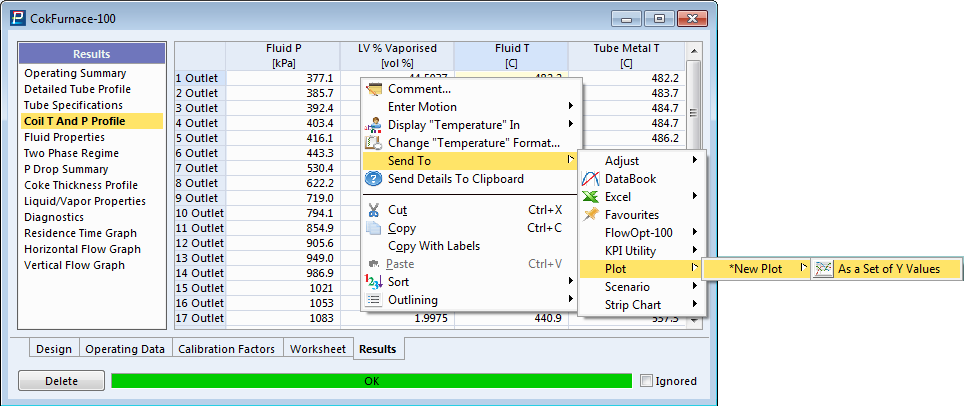 CokFurnace-100
Results
Operating Summary
Detailed Tube Profile
Tube Specifications
Coil T And P Profile
Fluid Properties
Two Phase Regime
P Drop Summary
Coke Thickness Profile
Liquid/Vapor Properties
Diagnostics
Residence Time Graph
Horizontal Flow Graph
Vertical Flow Graph
Fluid P LV % Vaporised Fluid T Tube Metal T
[kPa] [vol %] [C] [C]
1 Outlet 377.1 482.2
2 Outlet 385.7 483.7
3 Outlet 392.4 484.7
4 Outlet 403.4 484.7
5 Outlet 416.1 486.2
6 Outlet 443.3
7 Outlet 530.4
8 Outlet 622.2
9 Outlet 719.0
10 Outlet 794.1
11 Outlet 854.9
12 Outlet 905.6
13 Outlet 949.0
14 Outlet 986.9
15 Outlet 1021
16 Outlet 1053
17 Outlet 1083 1.9975 440.9
Comment...
Enter Motion
Display "Temperature" In
Change "Temperature" Format...
Send To
Send Details To Clipboard
Cut Ctrl+X
Copy Ctrl+C
Copy With Labels
Paste Ctrl+V
Sort
Outlining
Adjust
DataBook
Excel
Favourites
FlowOpt-100
KPI Utility
Plot
Scenario
Strip Chart
*New Plot
As a Set of Y Values
Design Operating Data Calibration Factors Worksheet Results
Delete OK Ignored